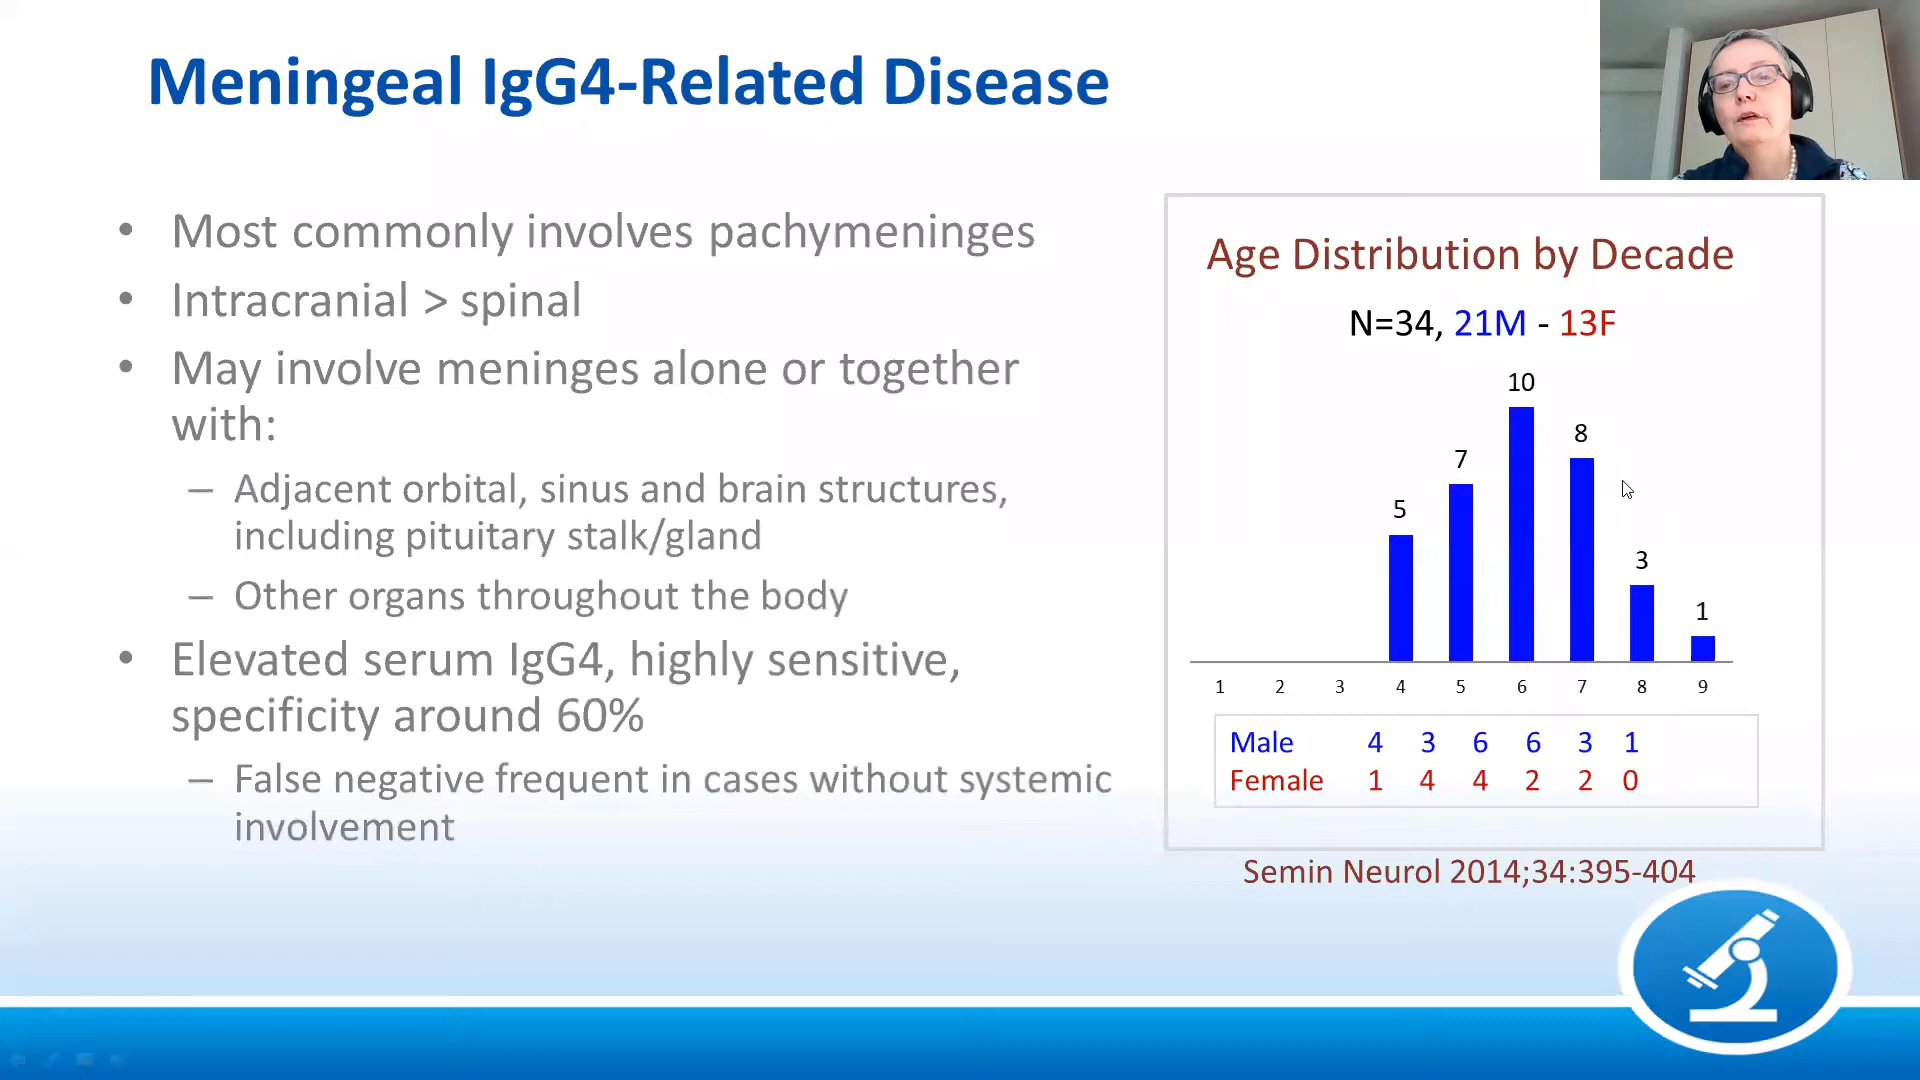 Meningeal IgG4-Related Disease
• Most commonly involves pachymeninges
• Intracranial > spinal
• May involve meninges alone or together
with:
– Adjacent orbital, sinus and brain structures,
including pituitary stalk/gland
– Other organs throughout the body
• Elevated serum IgG4, highly sensitive,
specificity around 60%
– False negative frequent in cases without systemic
involvement
Age Distribution by Decade
N=34, 21M - 13F
5 7 10 8 3 1
1 2 3 4 5 6 7 8 9
Male 4 3 6 6 3 1
Female 1 4 4 2 2 0
Semin Neurol 2014;34:395-404